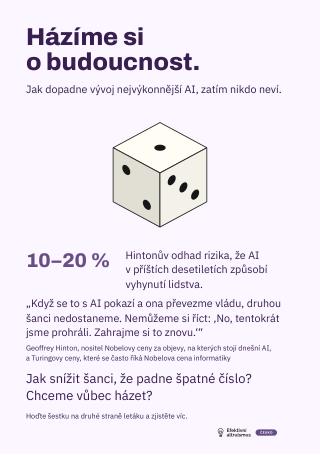 Házíme si
o budoucnost.
Jak dopadne vývoj nejvýkonnější AI, zatím nikdo neví.
10–20 %
Hintonův odhad rizika, že AI
v příštích desetiletích způsobí
vyhynutí lidstva.
„Když se to s AI pokazí a ona převezme vládu, druhou
šanci nedostaneme. Nemůžeme si říct: ‚No, tentokrát
jsme prohráli. Zahrajme si to znovu.‘“
Geoffrey Hinton, nositel Nobelovy ceny za objevy, na kterých stojí dnešní AI,
a Turingovy ceny, které se často říká Nobelova cena informatiky
Jak snížit šanci, že padne špatné číslo?
Chceme vůbec házet?
Hoďte šestku na druhé straně letáku a zjistěte víc.
Efektivní
altruismus
ČESKO